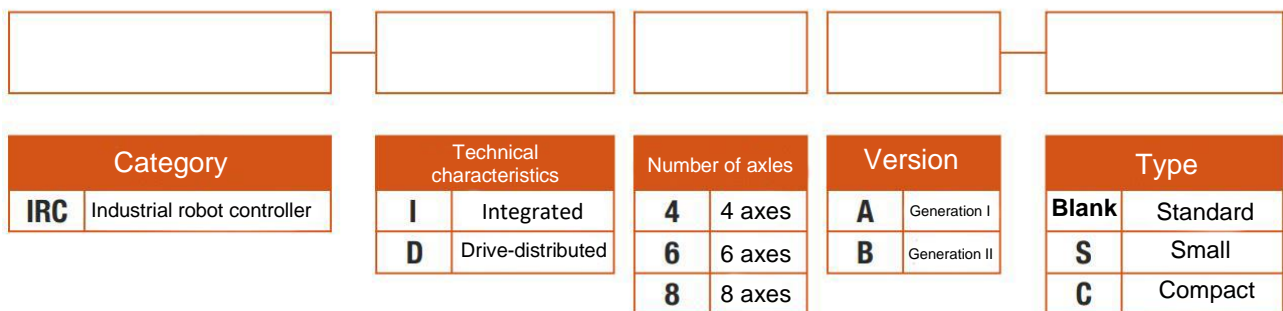 Category
IRC Industrial robot controller
Technical
characteristics
I Integrated
D Drive-distributed
Number of axles
4 4 axes
6 6 axes
8 8 axes
Version
A Generation I
B Generation II
Type
Blank Standard
S Small
C Compact